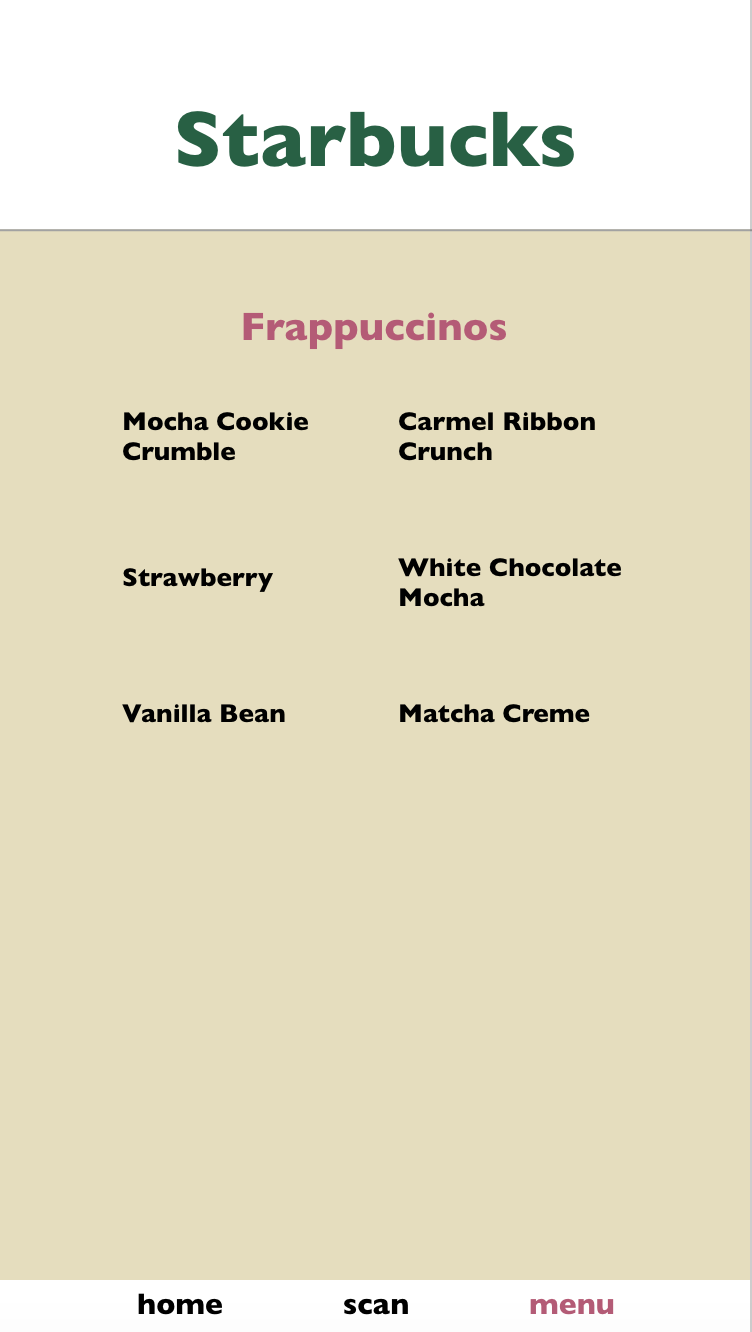 Starbucks
Frappuccinos
Mocha Cookie
Crumble
Carmel Ribbon
Crunch
Strawberry
White Chocolate
Mocha
Vanilla Bean
Matcha Creme
home
scan
menu